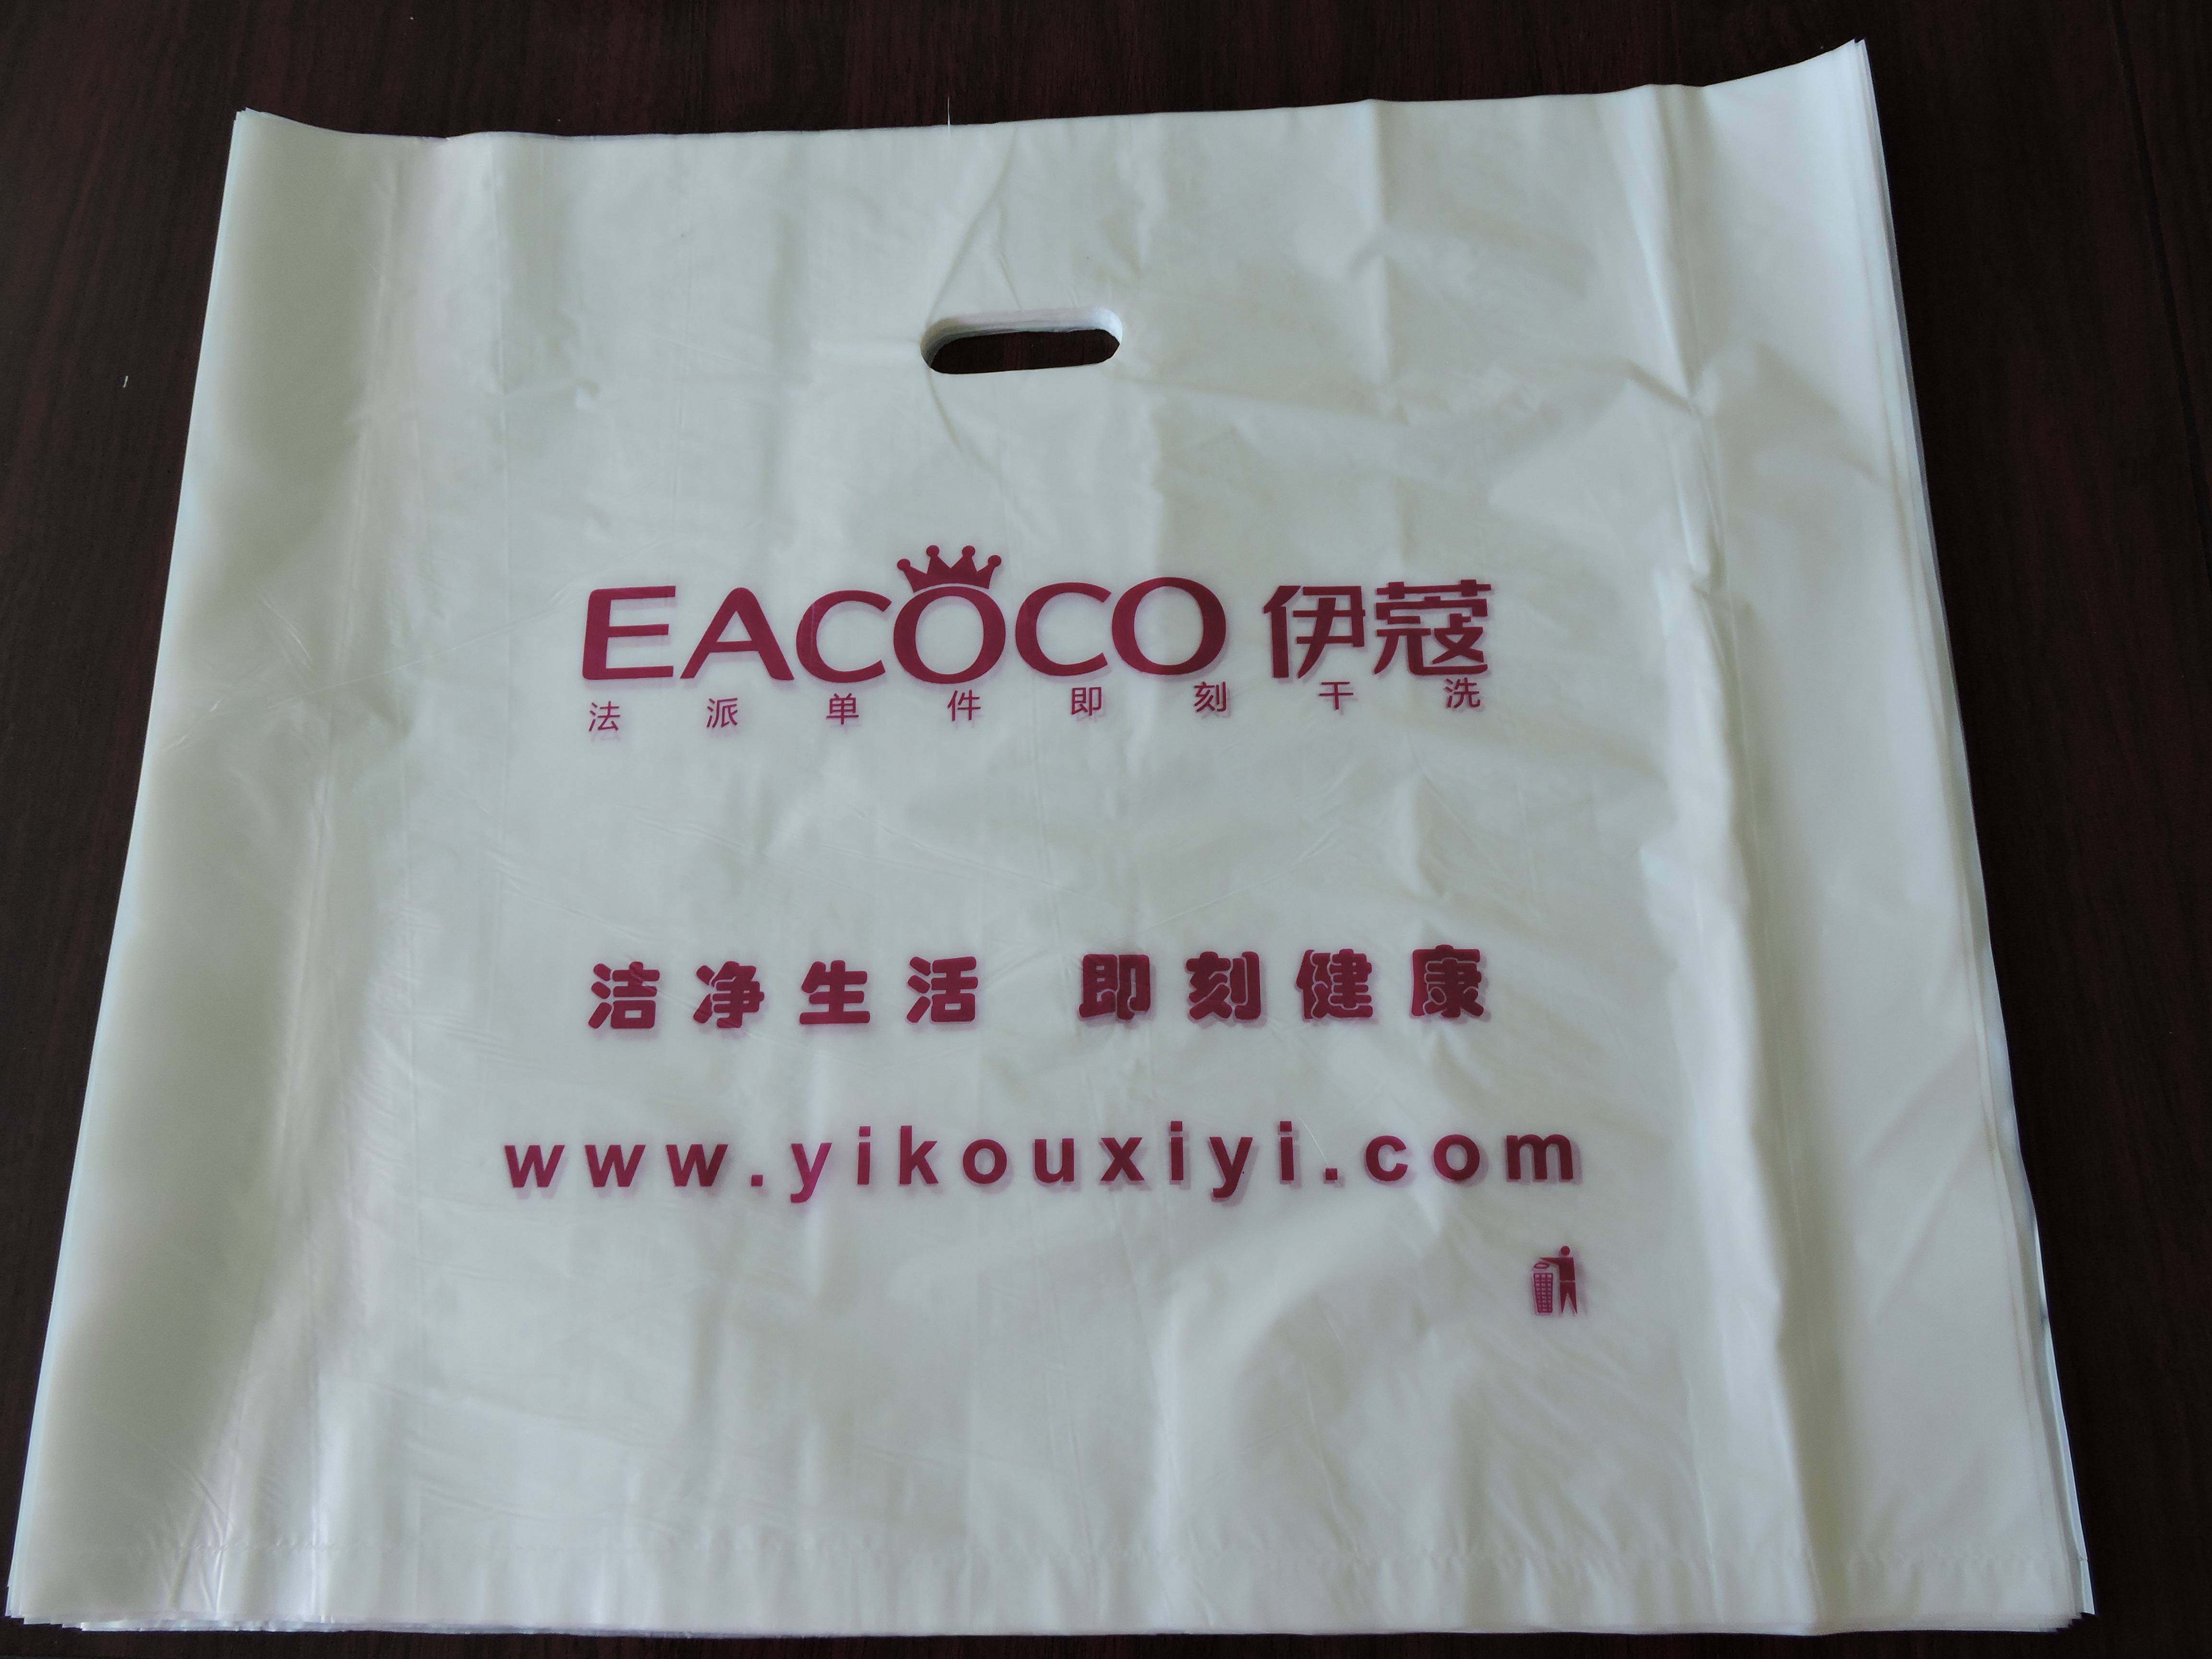 EACOCO 伊蔻
法派单件即刻干洗
洁净生活 即刻健康
www.yikouxiyi.com